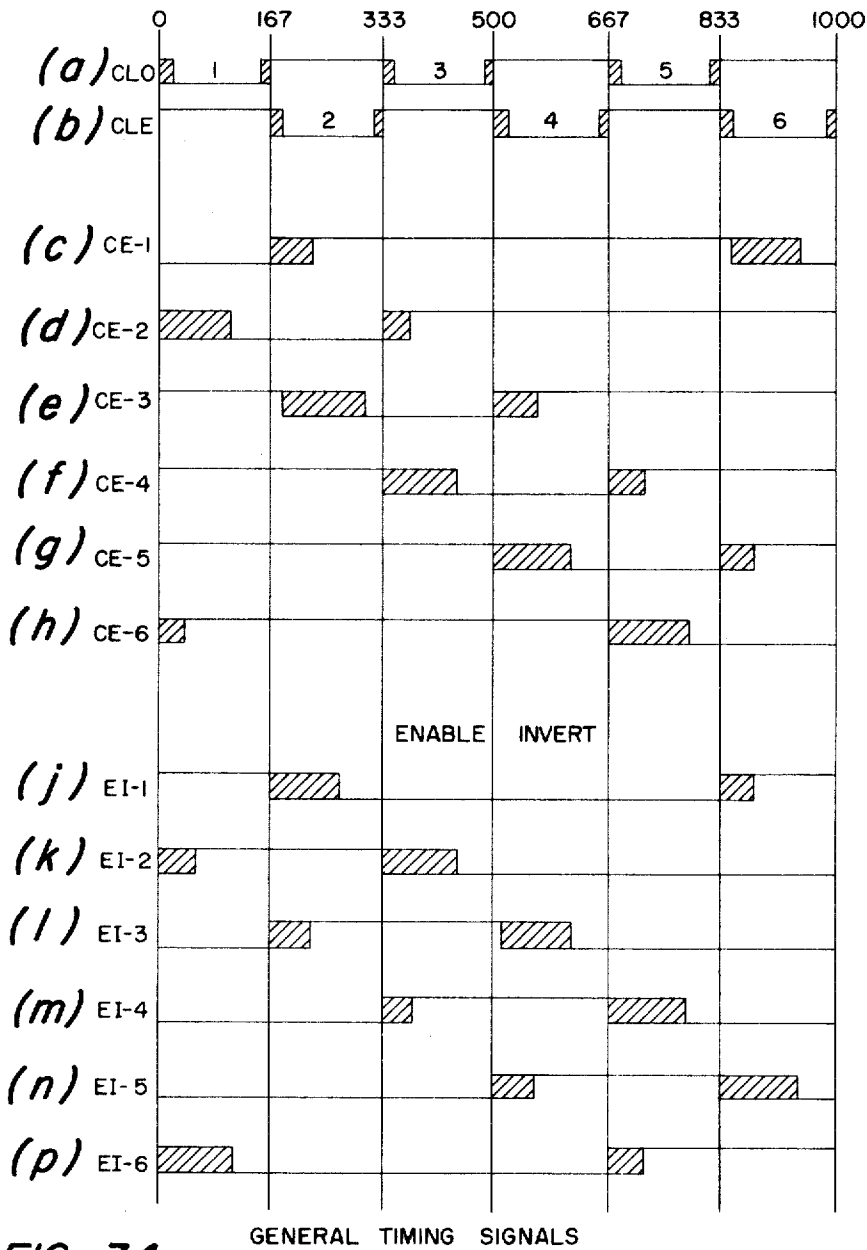 0 167 333 500 667 833 1000
(a) CLO 1 3 5
(b) CLE 2 4 6
(c) CE-1
(d) CE-2
(e) CE-3
(f) CE-4
(g) CE-5
(h) CE-6
ENABLE INVERT
(j) EI-1
(k) EI-2
(l) EI-3
(m) EI-4
(n) EI-5
(p) EI-6
GENERAL TIMING SIGNALS